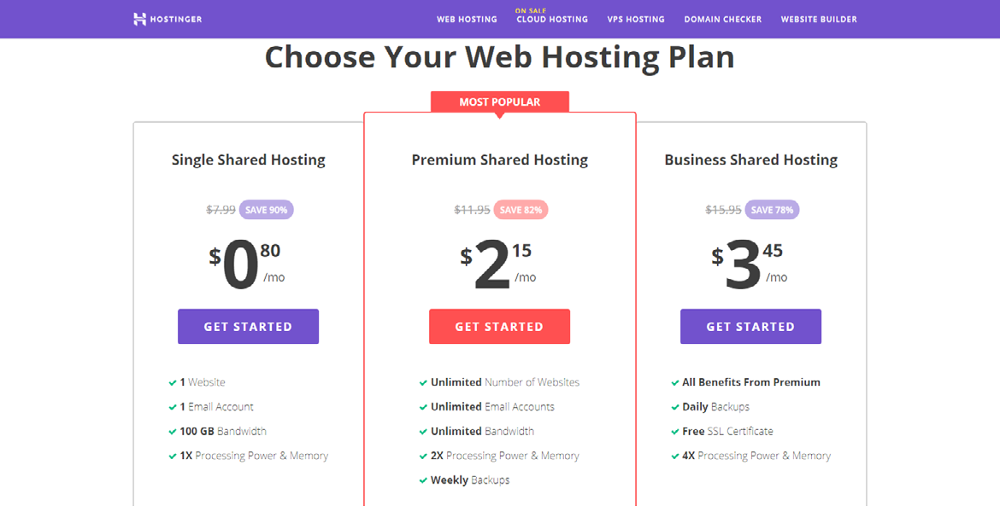 HOSTINGER
WEB HOSTING
ON SALE
CLOUD HOSTING
VPS HOSTING
DOMAIN CHECKER
WEBSITE BUILDER
Choose Your Web Hosting Plan
MOST POPULAR
Single Shared Hosting
$7.99 SAVE 90%
$0.80 /mo
GET STARTED
1 Website
1 Email Account
100 GB Bandwidth
1X Processing Power & Memory
Premium Shared Hosting
$11.95 SAVE 82%
$2.15 /mo
GET STARTED
Unlimited Number of Websites
Unlimited Email Accounts
Unlimited Bandwidth
2X Processing Power & Memory
Weekly Backups
Business Shared Hosting
$15.95 SAVE 78%
$3.45 /mo
GET STARTED
All Benefits From Premium
Daily Backups
Free SSL Certificate
4X Processing Power & Memory